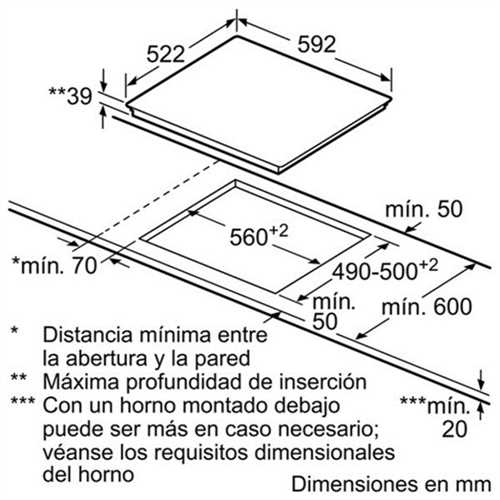 522
592
**39
mín. 50
560+2
490-500+2
*mín. 70
mín.
50
mín. 600
* Distancia mínima entre
la abertura y la pared
** Máxima profundidad de inserción
*** Con un horno montado debajo
puede ser más en caso necesario;
véanse los requisitos dimensionales
del horno
***mín.
20
Dimensiones en mm